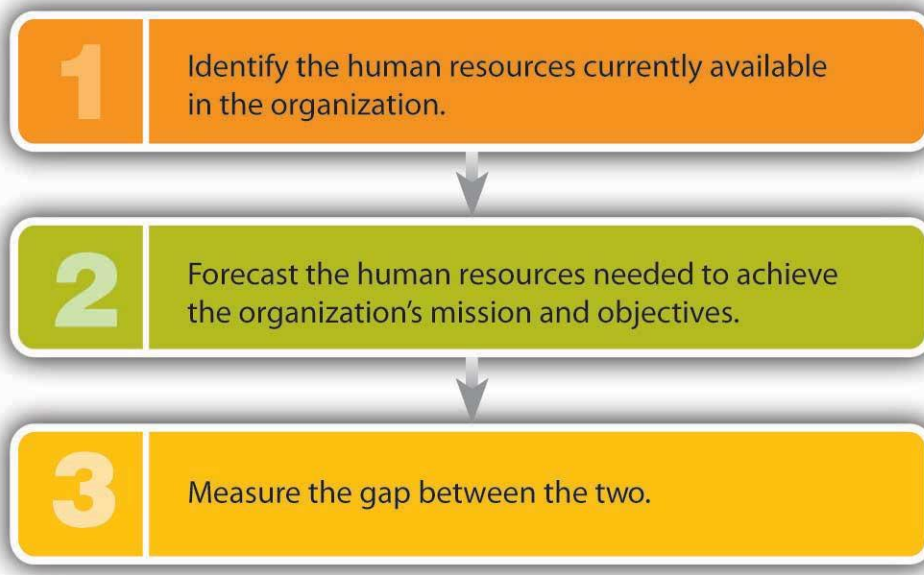 1
Identify the human resources currently available
in the organization.
2
Forecast the human resources needed to achieve
the organization’s mission and objectives.
3
Measure the gap between the two.